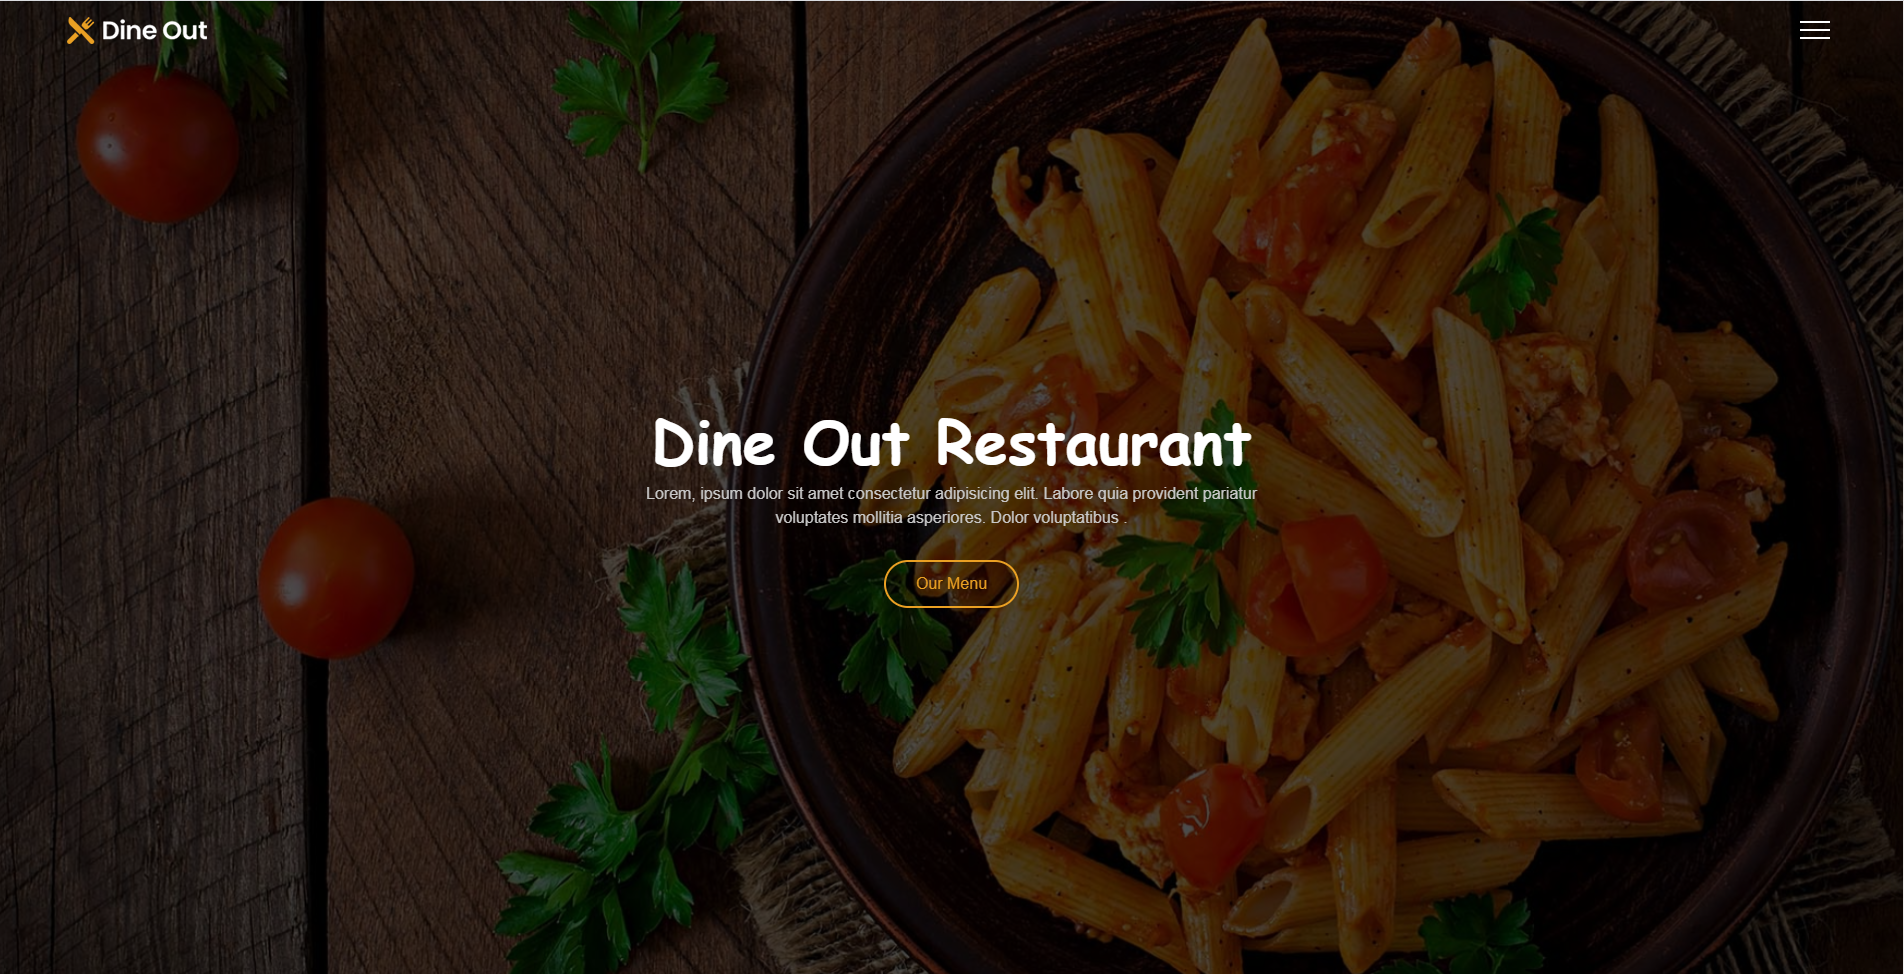 Dine Out
Dine Out Restaurant
Lorem, ipsum dolor sit amet consectetur adipisicing elit. Labore quia provident pariatur
voluptates mollitia asperiores. Dolor voluptatibus .
Our Menu